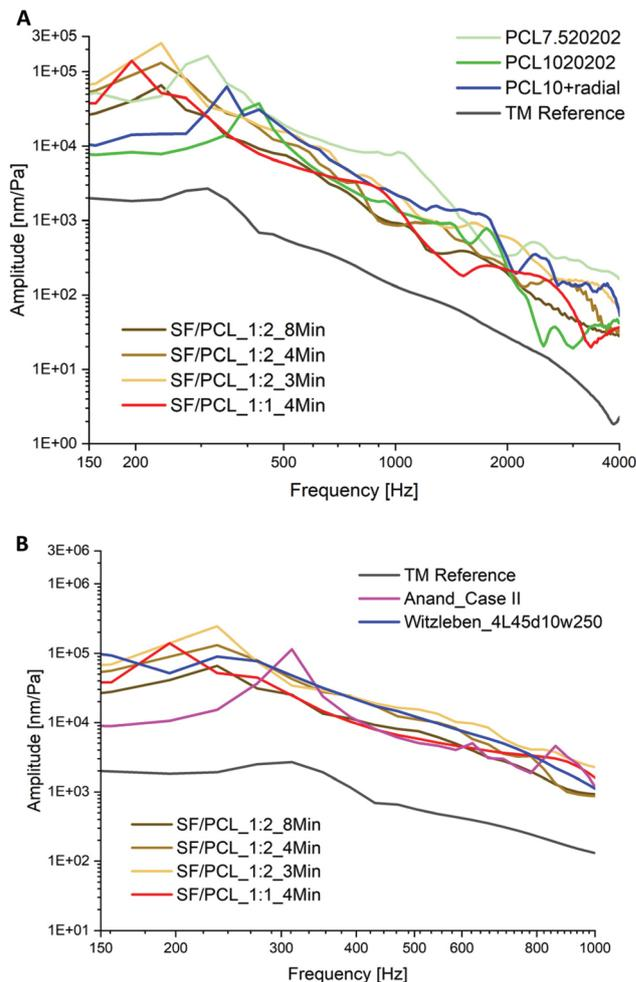 A
3E+05
1E+05
1E+04
1E+03
1E+02
1E+01
1E+00
Amplitude [nm/Pa]
PCL7.520202
PCL1020202
PCL10+radial
TM Reference
SF/PCL_1:2_8Min
SF/PCL_1:2_4Min
SF/PCL_1:2_3Min
SF/PCL_1:1_4Min
150 200 500 1000 2000 4000
Frequency [Hz]
B
3E+06
1E+06
1E+05
1E+04
1E+03
1E+02
1E+01
Amplitude [nm/Pa]
TM Reference
Anand_Case II
Witzleben_4L45d10w250
SF/PCL_1:2_8Min
SF/PCL_1:2_4Min
SF/PCL_1:2_3Min
SF/PCL_1:1_4Min
150 200 300 400 600 800 1000
Frequency [Hz]